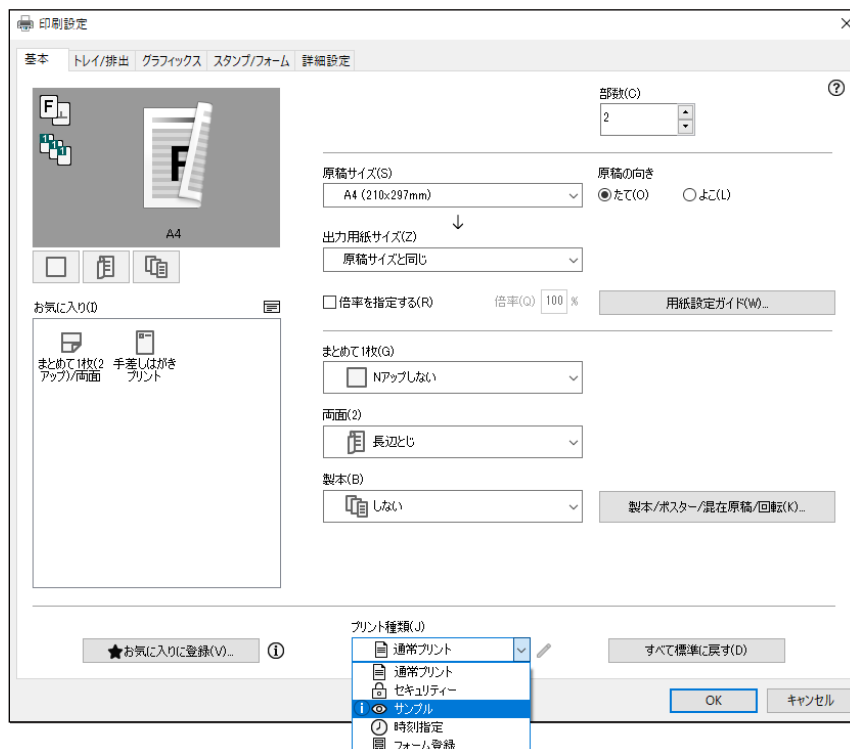 印刷設定
基本 トレイ/排出 グラフィックス スタンプ/フォーム 詳細設定
部数(C)
2
F
1 1 1
F
A4
原稿サイズ(S)
A4 (210x297mm)
原稿の向き
たて(O) よこ(L)
↓
出力用紙サイズ(Z)
原稿サイズと同じ
お気に入り(I)
倍率を指定する(R) 倍率(Q) 100 %
用紙設定ガイド(W)...
まとめて1枚(2
アップ)/両面
手差しはがき
プリント
まとめて1枚(G)
Nアップしない
両面(2)
長辺とじ
製本(B)
しない
製本/ポスター/混在原稿/回転(K)...
プリント種類(J)
★お気に入りに登録(V)...
通常プリント
すべて標準に戻す(D)
通常プリント
セキュリティー
サンプル
時刻指定
フォーム登録
OK キャンセル